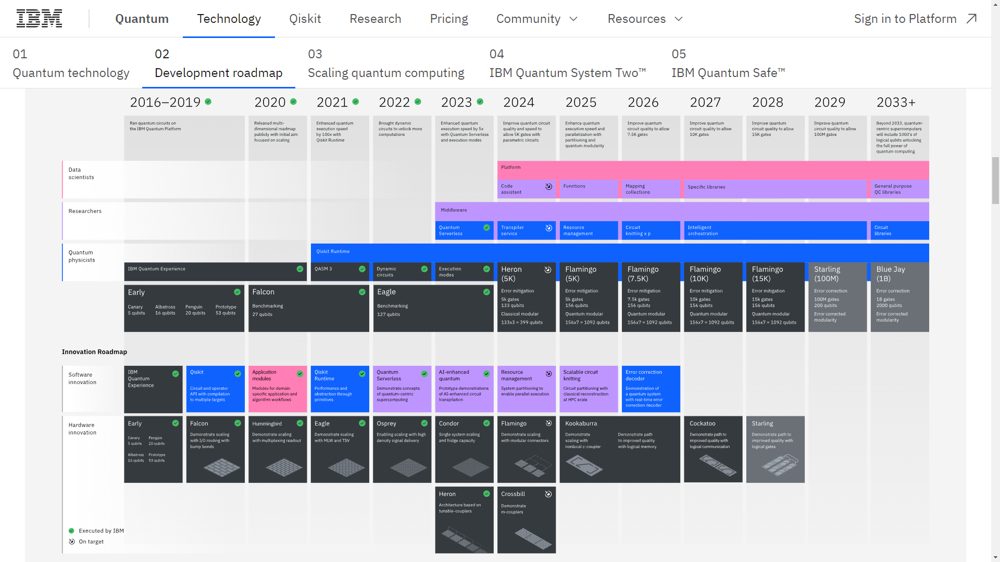 IBM
Quantum
Technology
Qiskit
Research
Pricing
Community
Resources
Sign in to Platform
01
Quantum technology
02
Development roadmap
03
Scaling quantum computing
04
IBM Quantum System Two™
05
IBM Quantum Safe™
2016–2019
2020
2021
2022
2023
2024
2025
2026
2027
2028
2029
2033+
Ran quantum circuits on
the IBM Quantum Platform
Released multi-
dimensional roadmap
publicly with initial aim
focused on scaling
Enhanced quantum
execution speed
by 100x with
Qiskit Runtime
Brought dynamic
circuits to unlock more
computations
Enhanced quantum
execution speed by 5x
with Quantum Serverless
and execution modes
Improve quantum circuit
quality and speed to
allow 5K gates with
parametric circuits
Enhance quantum
execution speed and
parallelization with
partitioning and
quantum modularity
Improve quantum
circuit quality to allow
7.5K gates
Improve quantum
circuit quality to allow
10K gates
Improve quantum
circuit quality to allow
15K gates
Improve quantum
circuit quality to allow
100M gates
Beyond 2033, quantum-
centric supercomputers
will include 1000's of
logical qubits unlocking
the full power of
quantum computing
Data
scientists
Platform
Code
assistant
Functions
Mapping
collections
Specific libraries
General purpose
QC libraries
Researchers
Middleware
Quantum
Serverless
Transpiler
service
Resource
management
Circuit
knitting x p
Intelligent
orchestration
Circuit
libraries
Quantum
physicists
Qiskit Runtime
IBM Quantum Experience
QASM 3
Dynamic
circuits
Execution
modes
Early
Canary
5 qubits
Albatross
16 qubits
Penguin
20 qubits
Prototype
53 qubits
Falcon
Benchmarking
27 qubits
Eagle
Benchmarking
127 qubits
Heron
(5K)
Error mitigation
5k gates
133 qubits
Classical modular
133x3 = 399 qubits
Flamingo
(5K)
Error mitigation
5k gates
156 qubits
Quantum modular
156x7 = 1092 qubits
Flamingo
(7.5K)
Error mitigation
7.5k gates
156 qubits
Quantum modular
156x7 = 1092 qubits
Flamingo
(10K)
Error mitigation
10k gates
156 qubits
Quantum modular
156x7 = 1092 qubits
Flamingo
(15K)
Error mitigation
15k gates
156 qubits
Quantum modular
156x7 = 1092 qubits
Starling
(100M)
Error correction
100M gates
200 qubits
Error corrected
modularity
Blue Jay
(1B)
Error correction
1B gates
2000 qubits
Error corrected
modularity
Innovation Roadmap
Software
innovation
IBM
Quantum
Experience
Qiskit
Circuit and operator
API with compilation
to multiple targets
Application
modules
Modules for domain
specific application and
algorithm workflows
Qiskit
Runtime
Performance and
abstraction through
primitives
Quantum
Serverless
Demonstrate concepts
of quantum-centric
supercomputing
AI-enhanced
quantum
Prototype demonstrations
of AI-enhanced circuit
transpilation
Resource
management
System partitioning to
enable parallel execution
Scalable circuit
knitting
Circuit partitioning with
classical reconstruction
at HPC scale
Error correction
decoder
Demonstration of
a quantum system
with real-time error
correction decoder
Hardware
innovation
Early
Canary
5 qubits
Penguin
20 qubits
Albatross
16 qubits
Prototype
53 qubits
Falcon
Demonstrate scaling
with I/O routing with
bump bonds
Hummingbird
Demonstrate scaling
with multiplexing readout
Eagle
Demonstrate scaling
with MLW and TSV
Osprey
Enabling scaling with high
density signal delivery
Condor
Single system scaling
and fridge capacity
Flamingo
Demonstrate scaling
with modular connectors
Kookaburra
Demonstrate
scaling with
nonlocal c-coupler
Demonstrate path
to improved quality
with logical memory
Cockatoo
Demonstrate path to
improved quality with
logical communication
Starling
Demonstrate path to
improved quality with
logical gates
Heron
Architecture based on
tunable-couplers
Crossbill
Demonstrate
m-couplers
Executed by IBM
On target